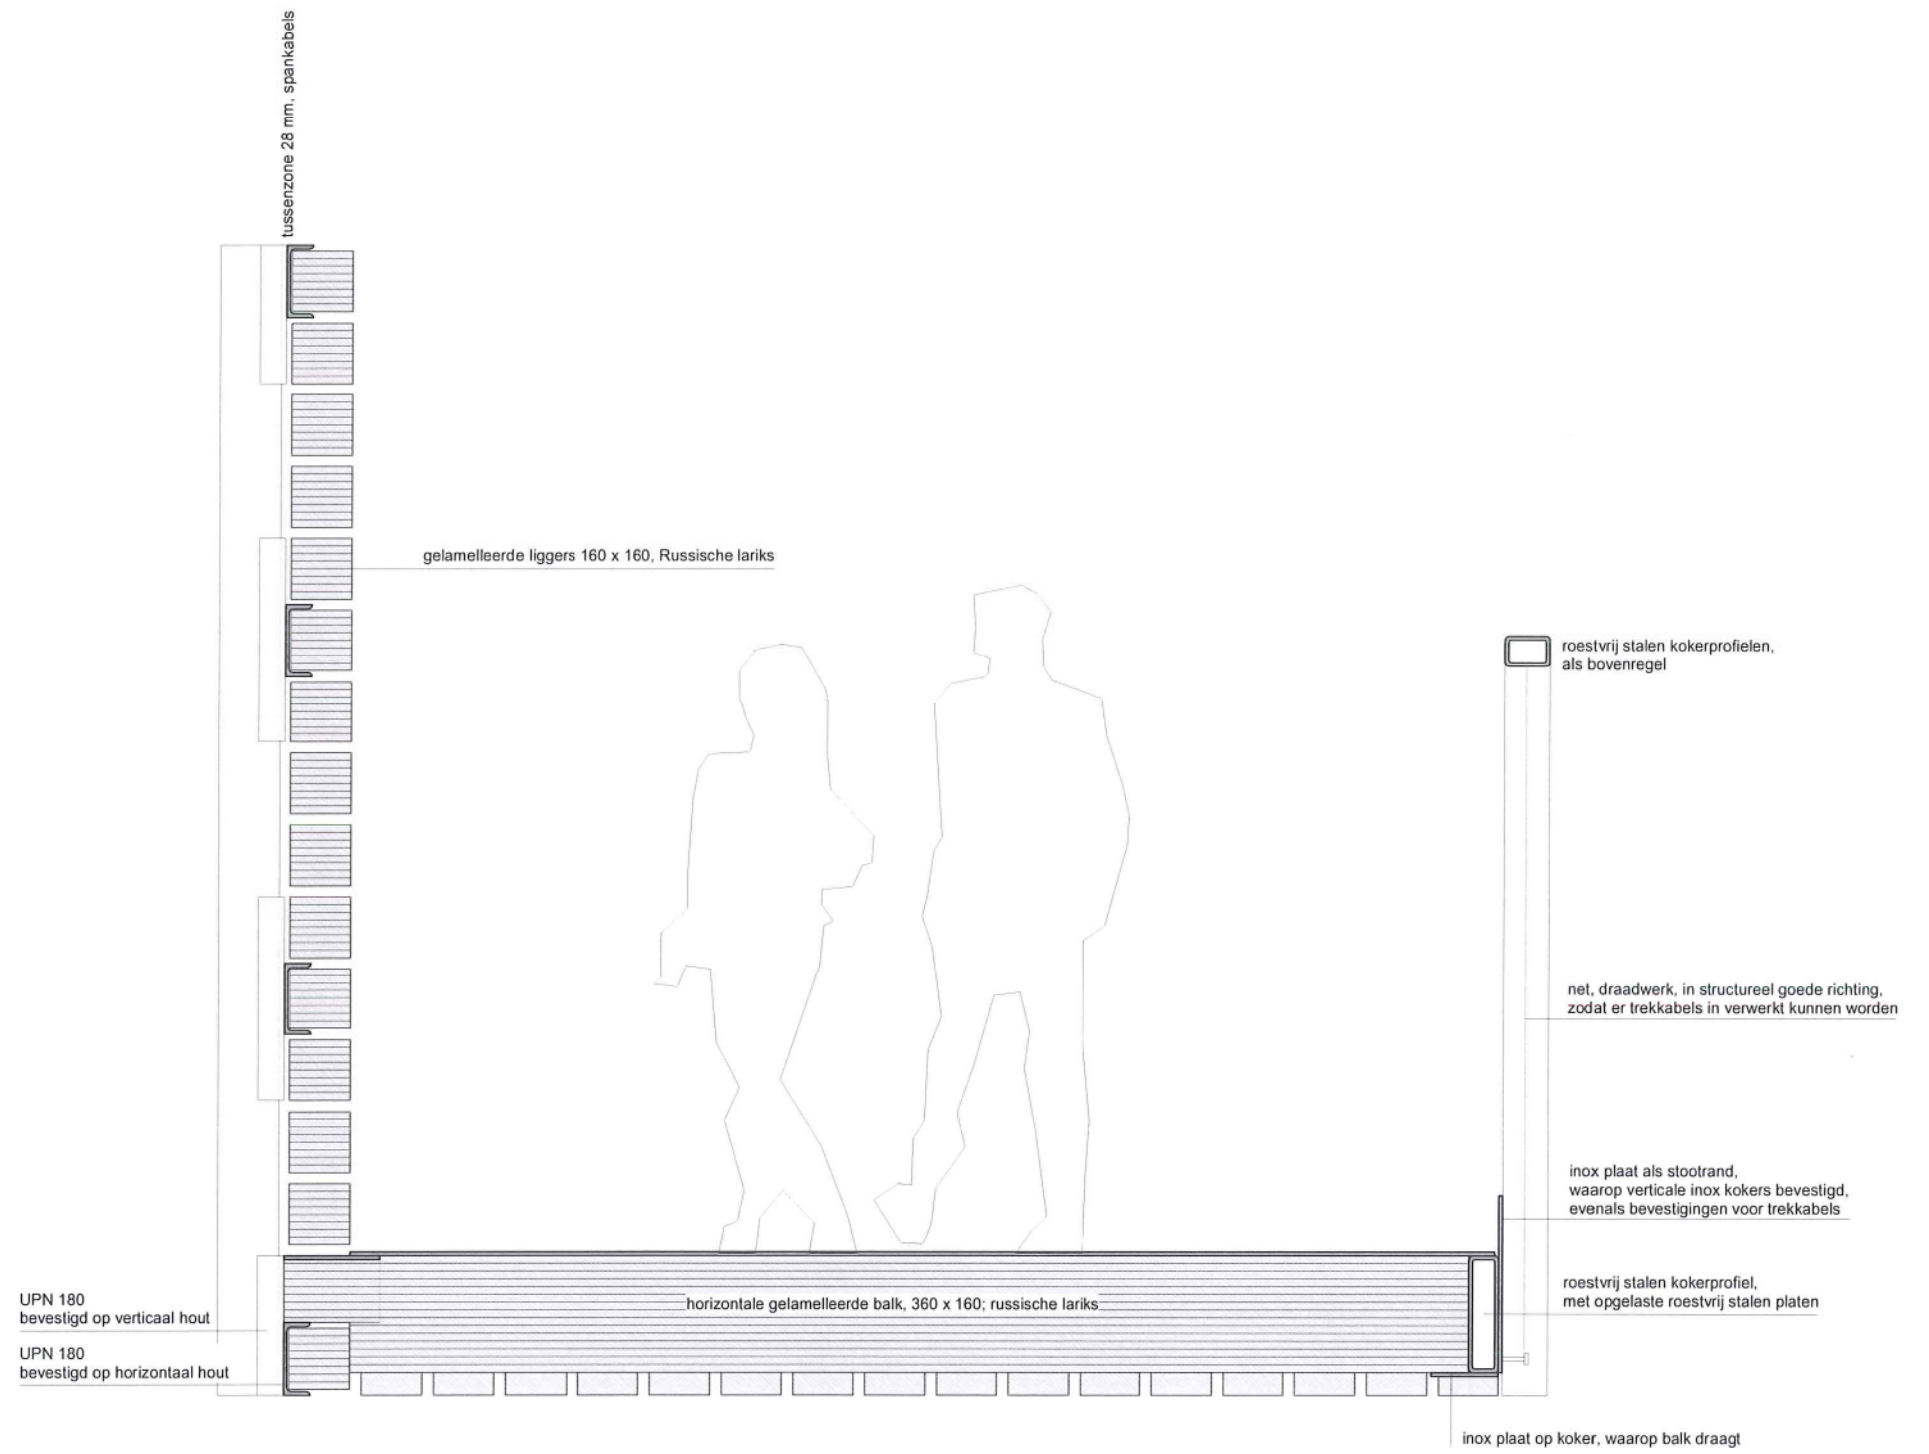 tussenzone 28 mm, spankabels
gelamelleerde liggers 160 x 160, Russische lariks
roestvrij stalen kokerprofielen,
als bovenregel
net, draadwerk, in structureel goede richting,
zodat er trekkabels in verwerkt kunnen worden
inox plaat als stootrand,
waarop verticale inox kokers bevestigd,
evenals bevestigingen voor trekkabels
UPN 180
bevestigd op verticaal hout
horizontale gelamelleerde balk, 360 x 160; russische lariks
roestvrij stalen kokerprofiel,
met opgelaste roestvrij stalen platen
UPN 180
bevestigd op horizontaal hout
inox plaat op koker, waarop balk draagt